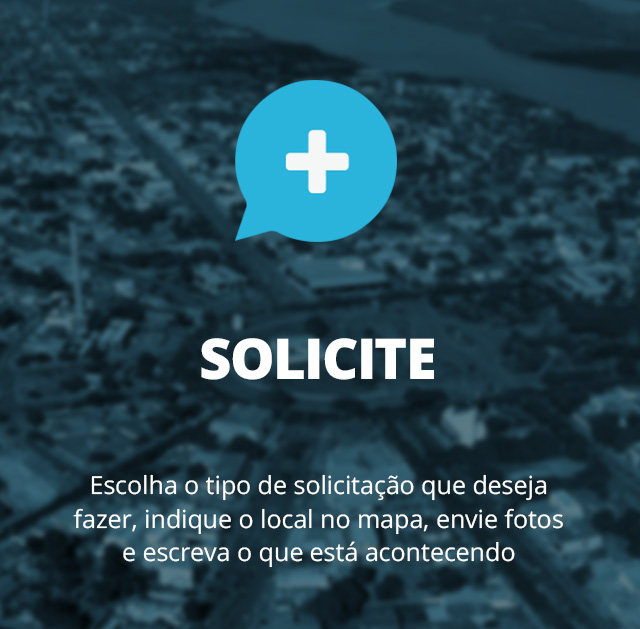 SOLICITE
Escolha o tipo de solicitação que deseja
fazer, indique o local no mapa, envie fotos
e escreva o que está acontecendo